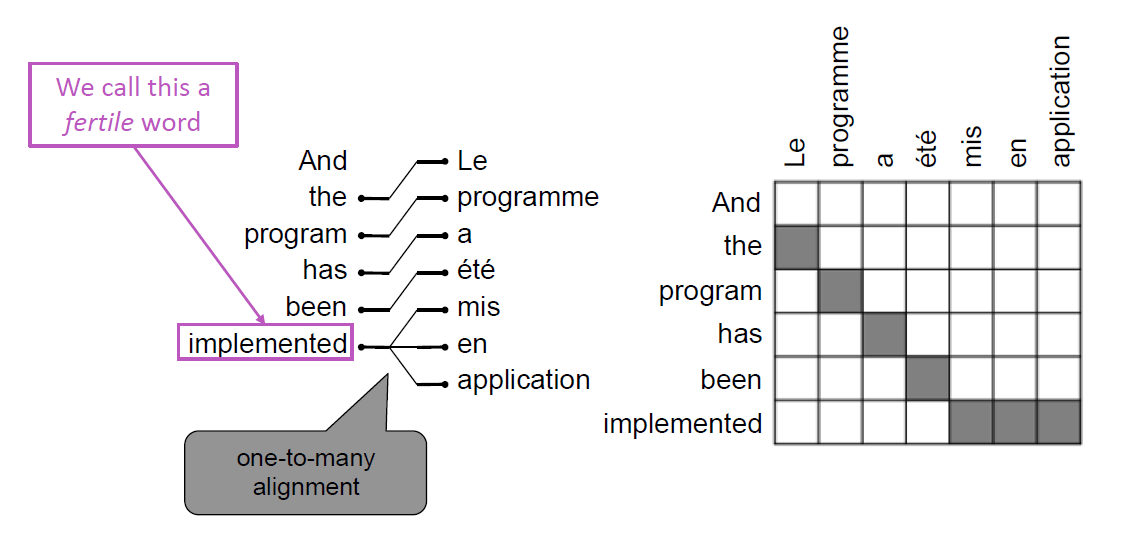 We call this a
fertile word
And
the
program
has
been
implemented
Le
programme
a
été
mis
en
application
one-to-many
alignment
Le
programme
a
été
mis
en
application
And
the
program
has
been
implemented